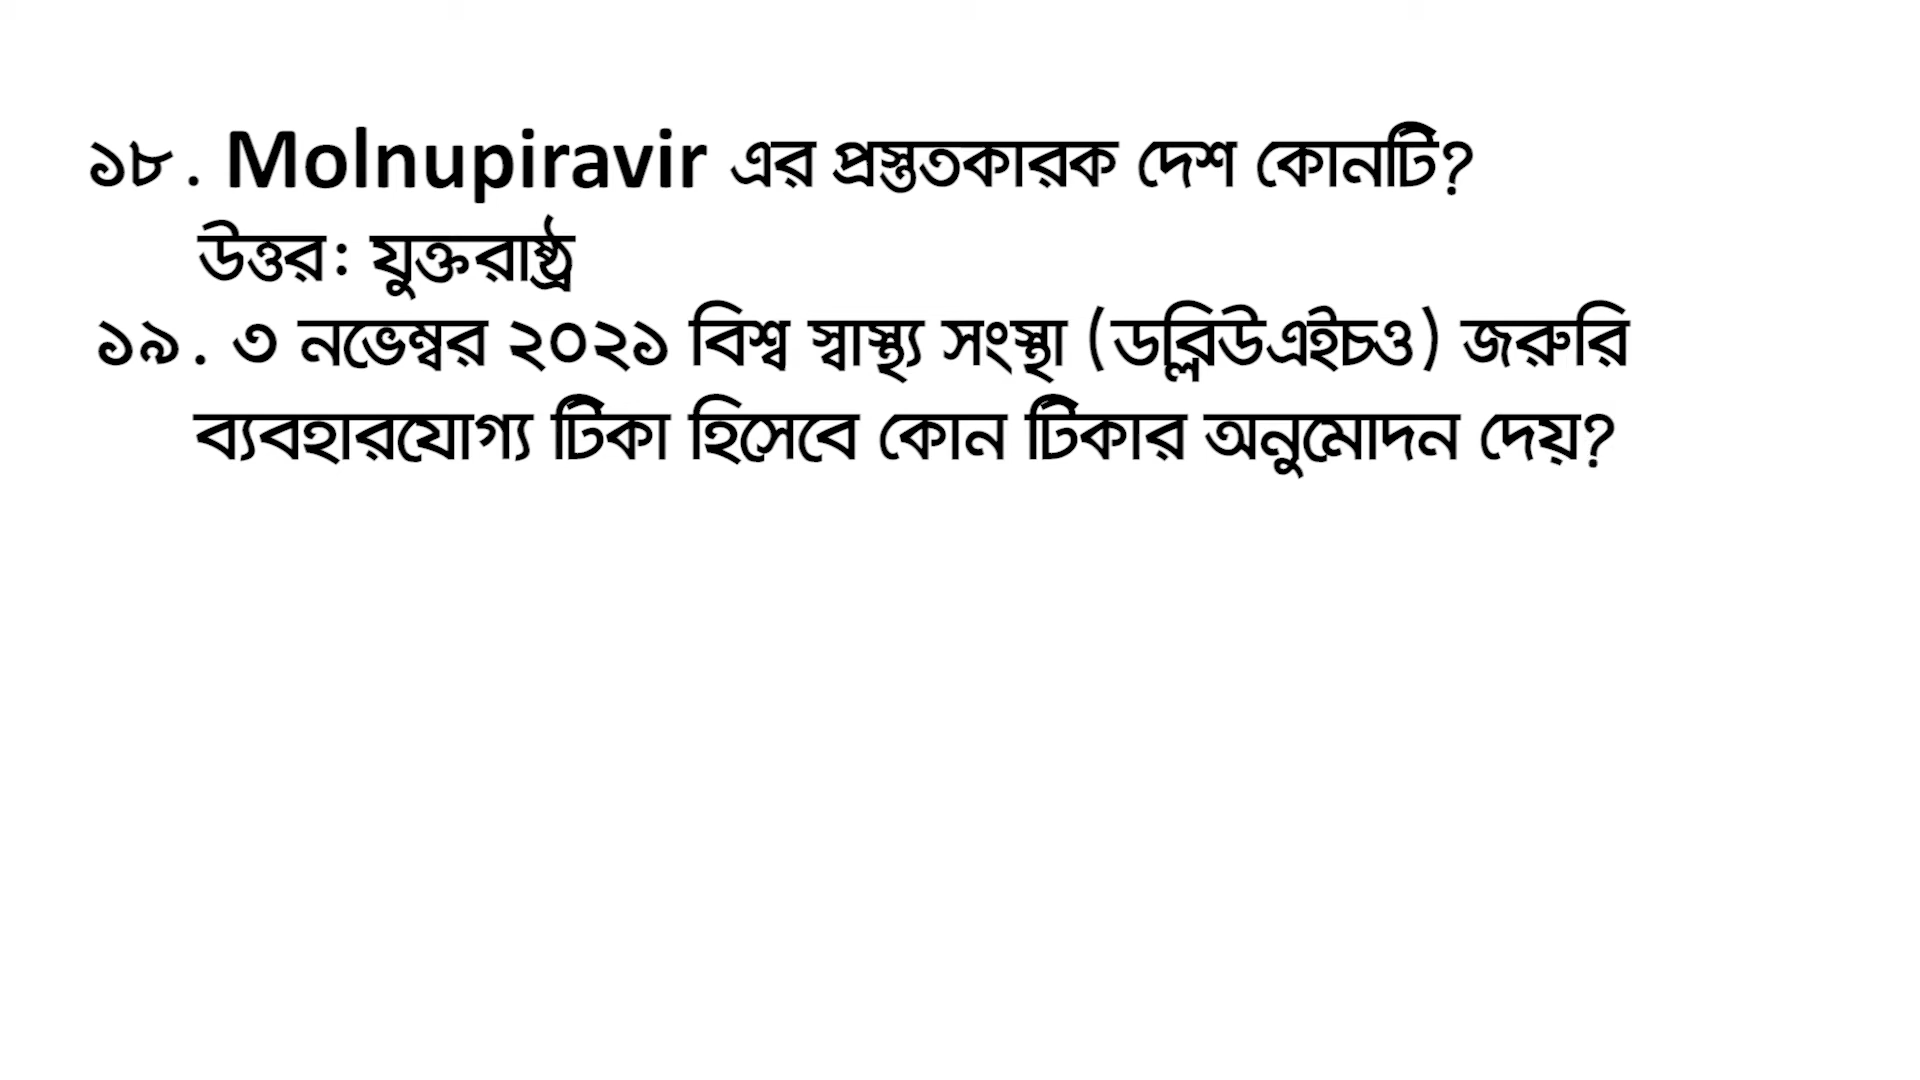 ১৮. Molnupiravir এর প্রস্তুতকারক দেশ কোনটি?
উত্তর: যুক্তরাষ্ট্র
১৯. ৩ নভেম্বর ২০২১ বিশ্ব স্বাস্থ্য সংস্থা (ডব্লিউএইচও) জরুরি
ব্যবহারযোগ্য টিকা হিসেবে কোন টিকার অনুমোদন দেয়?